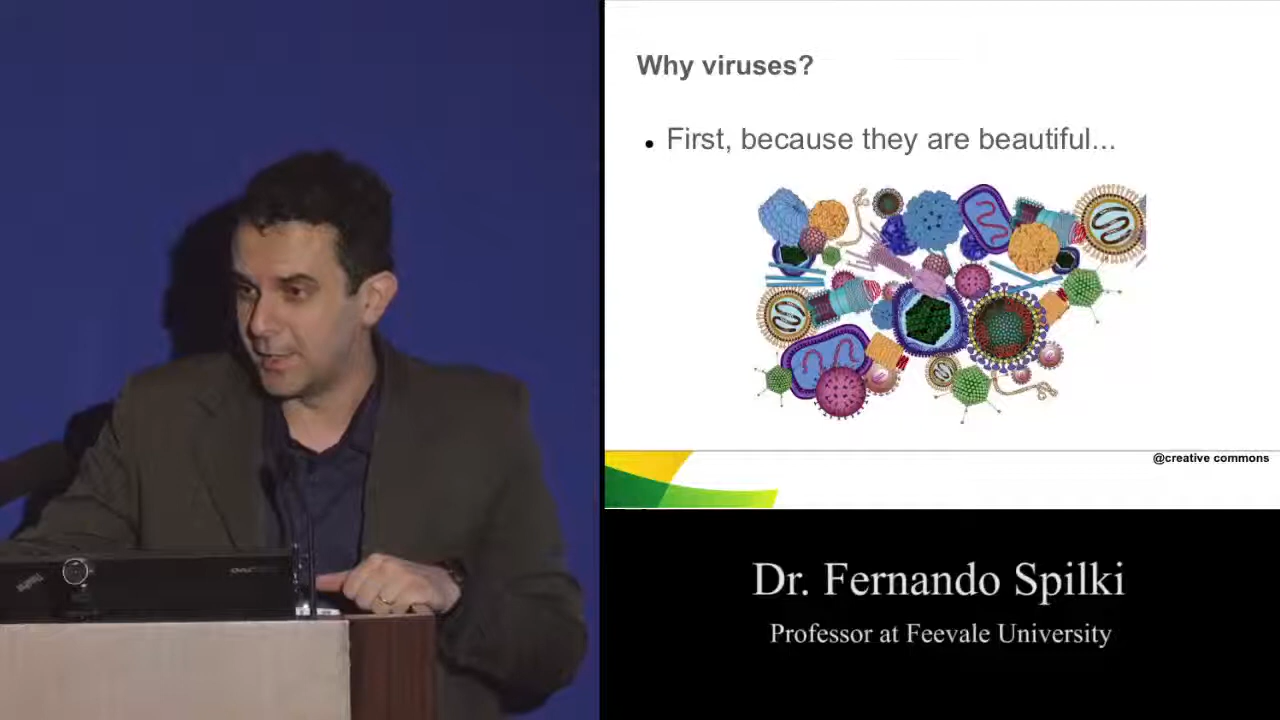 Why viruses?
• First, because they are beautiful...
@creative commons
Dr. Fernando Spilki
Professor at Feevale University